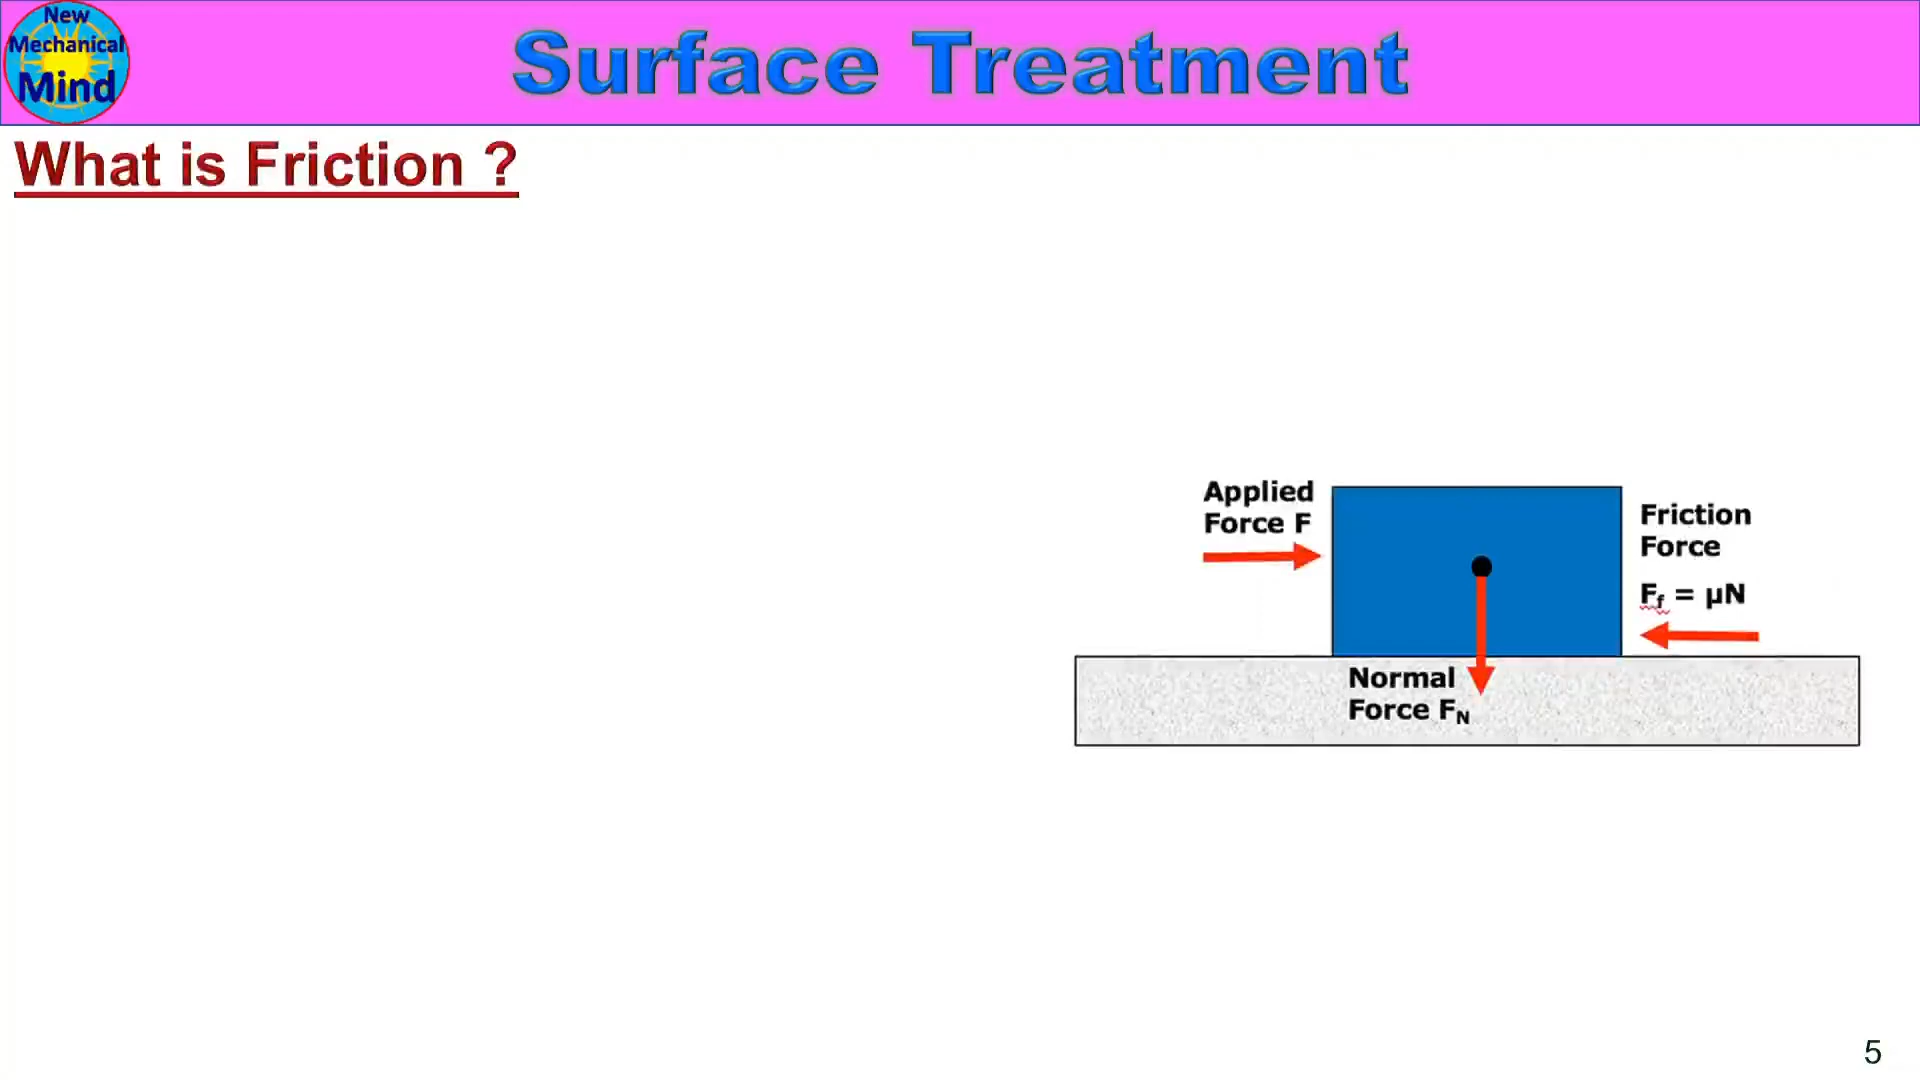 New
Mechanical
Mind
Surface Treatment
What is Friction ?
Applied
Force F
Friction
Force
Ff = µN
Normal
Force FN
5